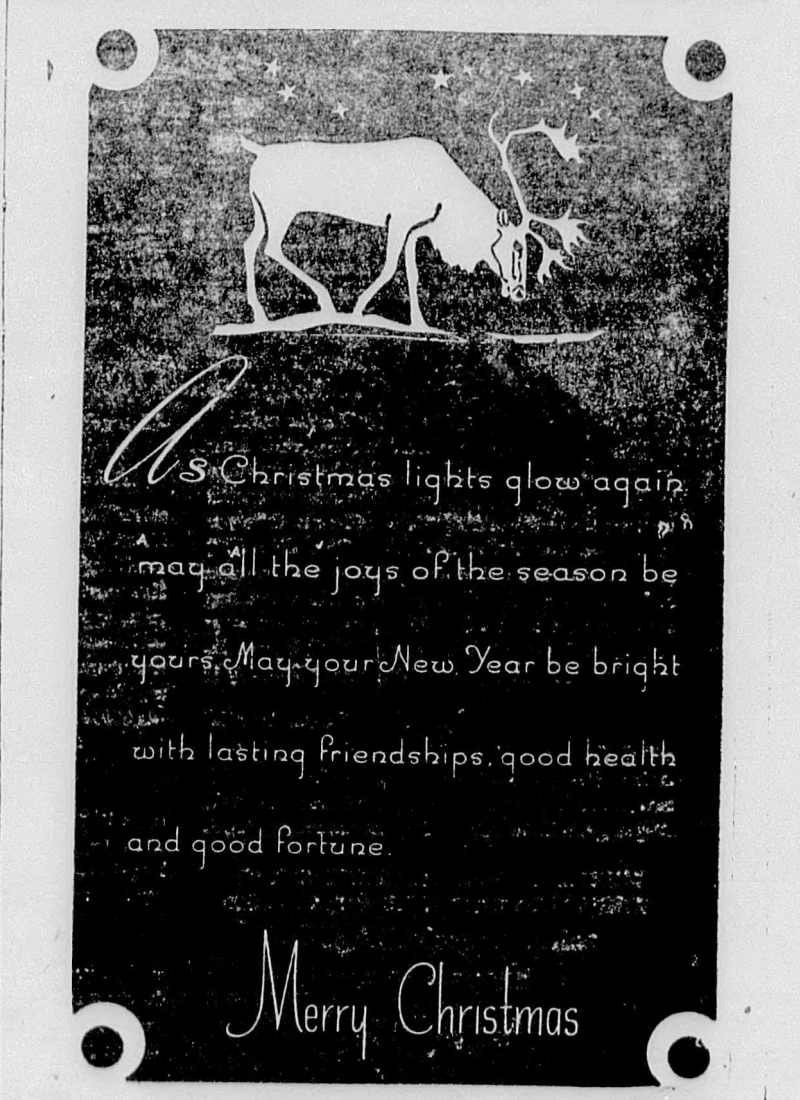 As Christmas lights glow again
may all the joys of the season be
yours. May your New Year be bright
with lasting friendships, good health
and good fortune.
Merry Christmas